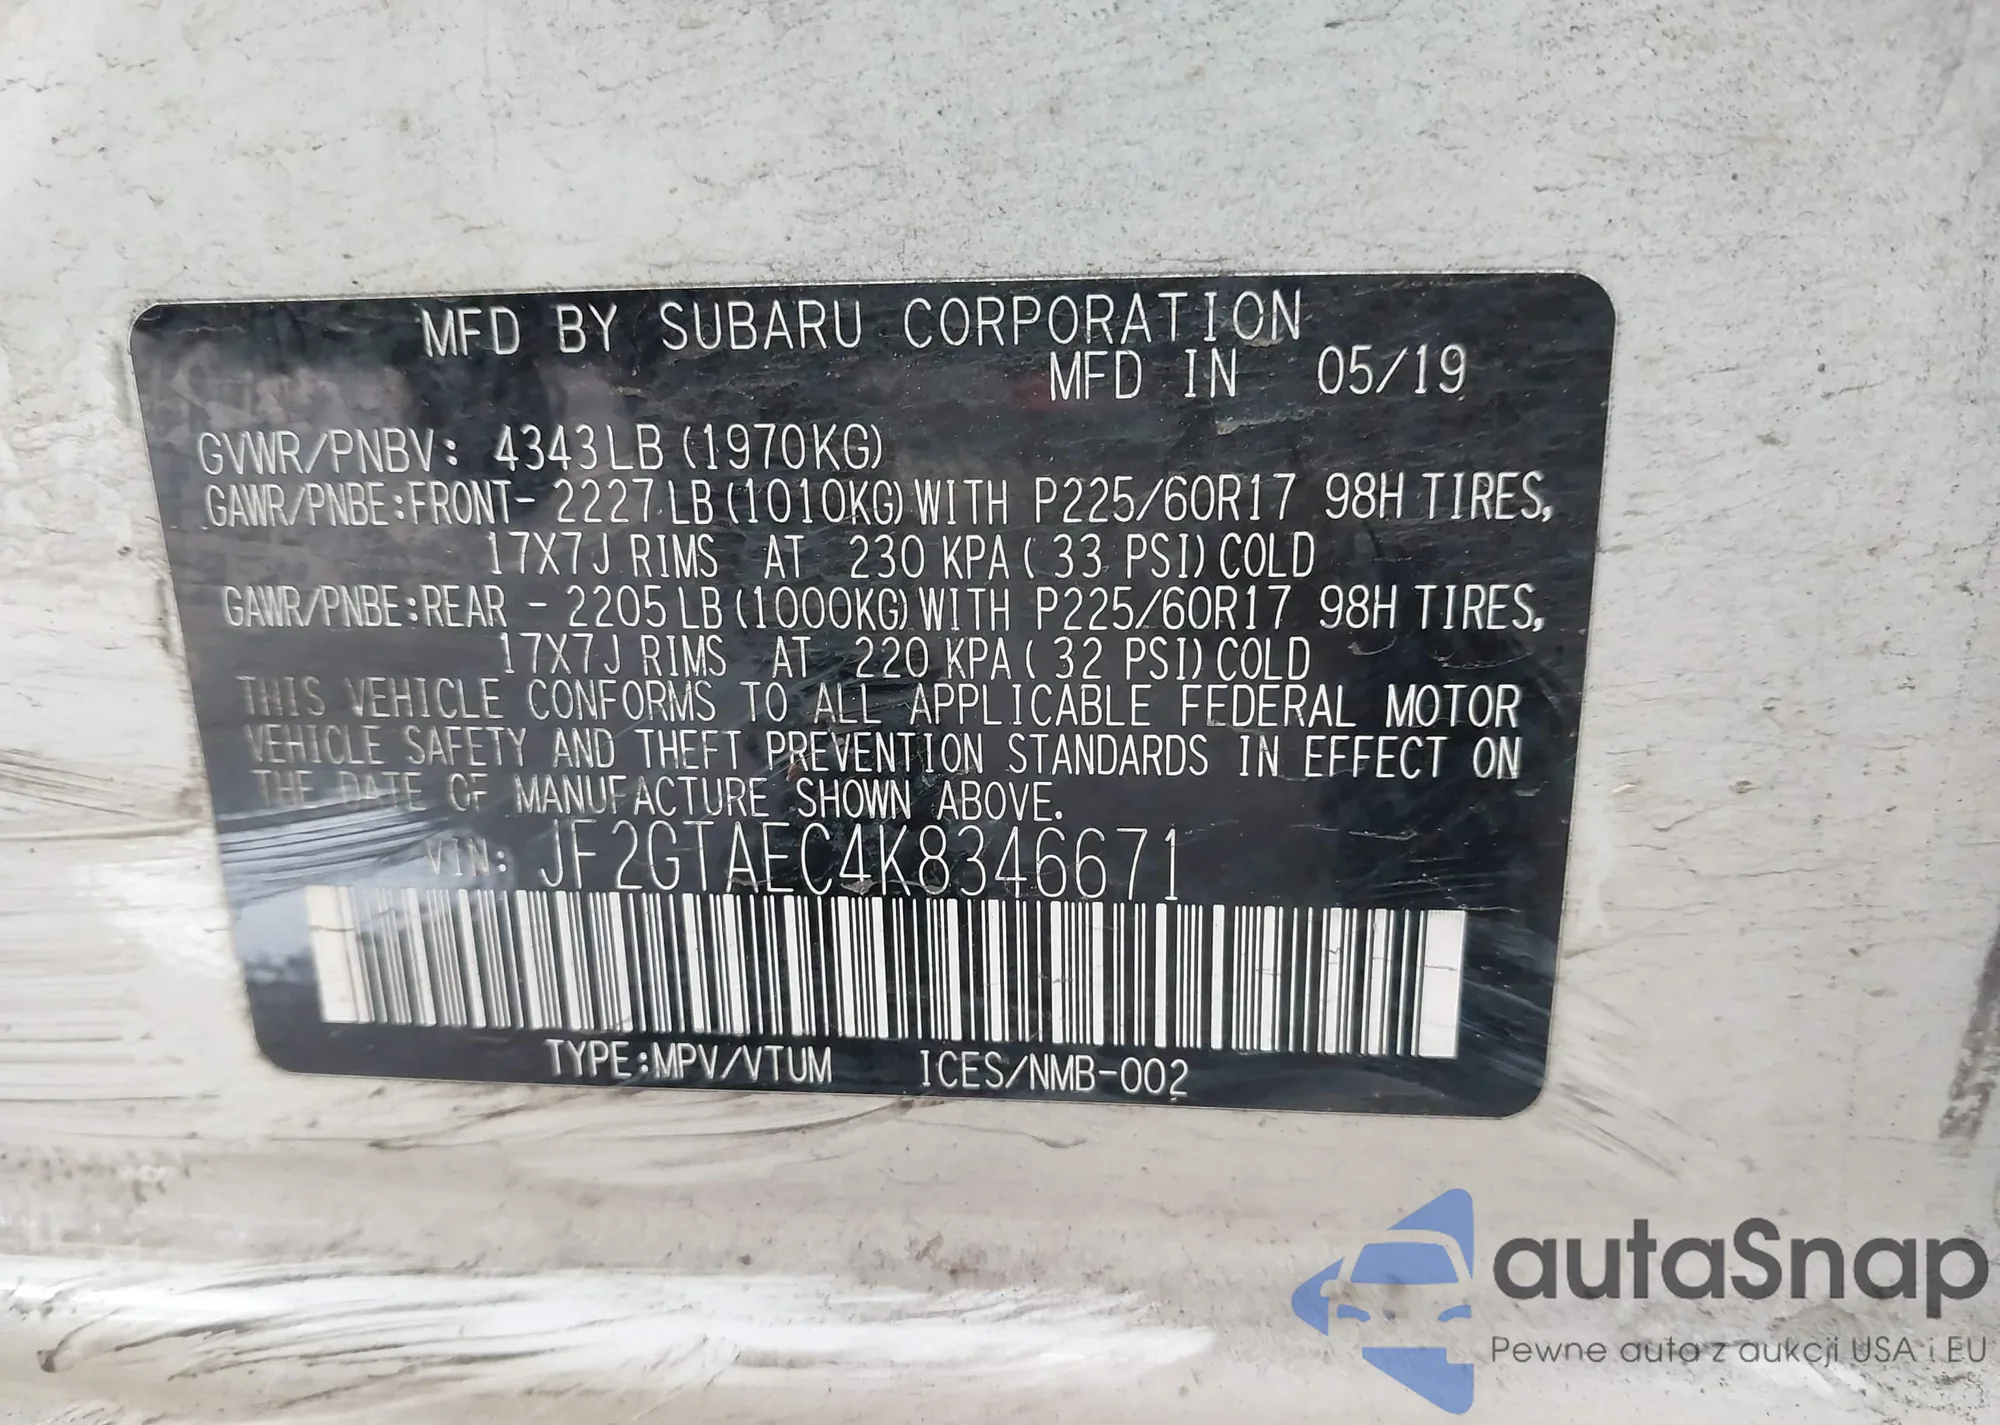 MFD BY SUBARU CORPORATION
MFD IN 05/19
GVWR/PNBV: 4343LB (1970KG)
GAWR/PNBE:FRONT- 2227LB(1010KG)WITH P225/60R17 98H TIRES,
17X7J RIMS AT 230 KPA( 33 PSI)COLD
GAWR/PNBE:REAR - 2205LB(1000KG)WITH P225/60R17 98H TIRES,
17X7J RIMS AT 220 KPA( 32 PSI)COLD
THIS VEHICLE CONFORMS TO ALL APPLICABLE FEDERAL MOTOR
VEHICLE SAFETY AND THEFT PREVENTION STANDARDS IN EFFECT ON
THE DATE OF MANUFACTURE SHOWN ABOVE.
VIN: JF2GTAEC4K8346671
TYPE:MPV/VTUM ICES/NMB-002
autaSnap
Pewne auta z aukcji USA i EU